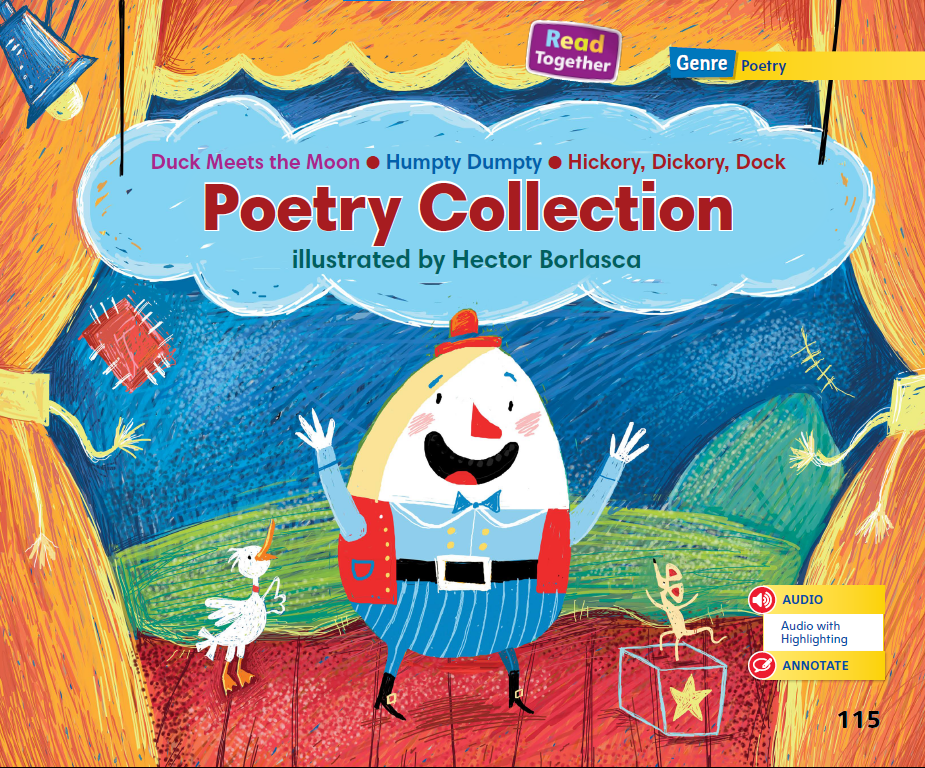 Read
Together
Genre Poetry
Duck Meets the Moon ● Humpty Dumpty ● Hickory, Dickory, Dock
Poetry Collection
illustrated by Hector Borlasca
AUDIO
Audio with
Highlighting
ANNOTATE
115